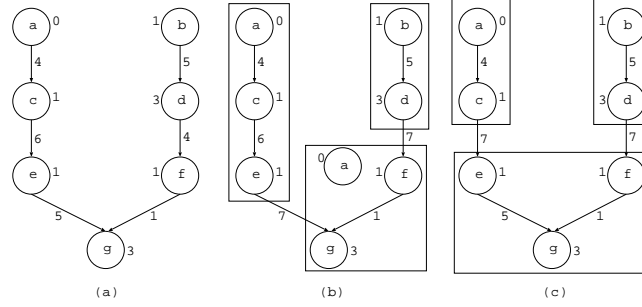 a 0 1 b a 0 1 b a 0 1 b
4 5 4 5 4 5
c 1 3 d c 1 3 d c 1 3 d
6 4 6 7 7 7
0 a
e 1 1 f e 1 1 f e 1 1 f
5 1 7 1 5 1
g 3 g 3 g 3
(a) (b) (c)